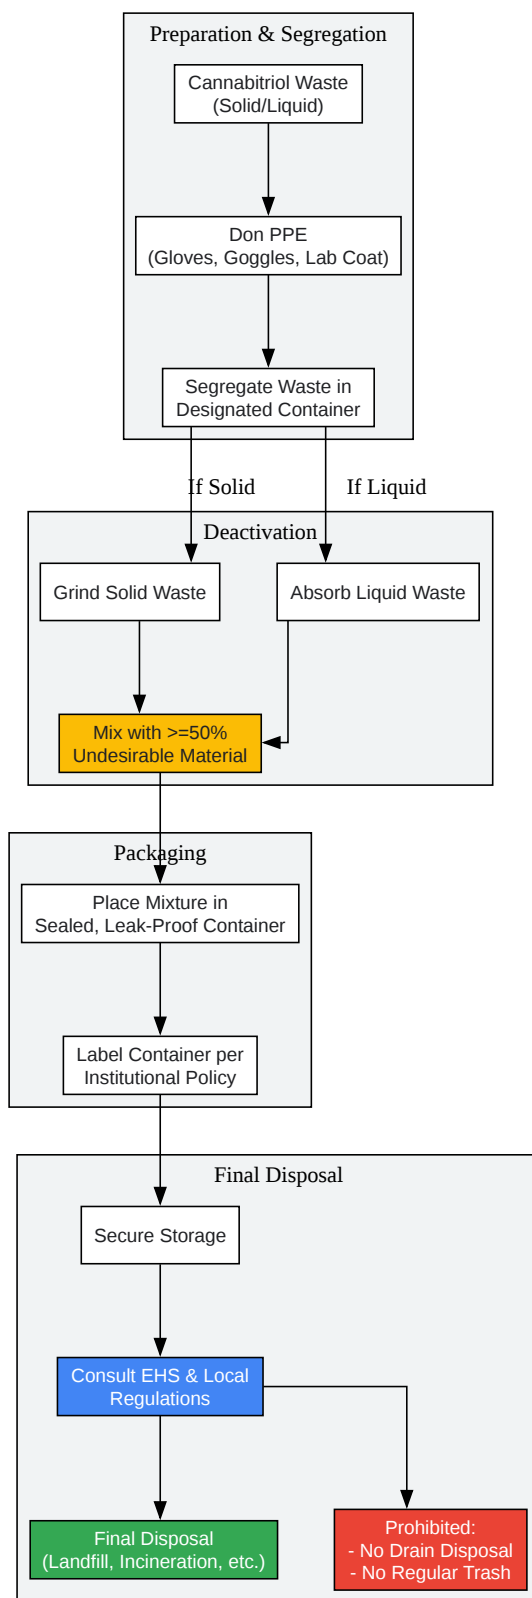 Preparation & Segregation
Cannabitriol Waste
(Solid/Liquid)
Don PPE
(Gloves, Goggles, Lab Coat)
Segregate Waste in
Designated Container
If Solid
If Liquid
Deactivation
Grind Solid Waste
Absorb Liquid Waste
Mix with >=50%
Undesirable Material
Packaging
Place Mixture in
Sealed, Leak-Proof Container
Label Container per
Institutional Policy
Final Disposal
Secure Storage
Consult EHS & Local
Regulations
Final Disposal
(Landfill, Incineration, etc.)
Prohibited:
- No Drain Disposal
- No Regular Trash